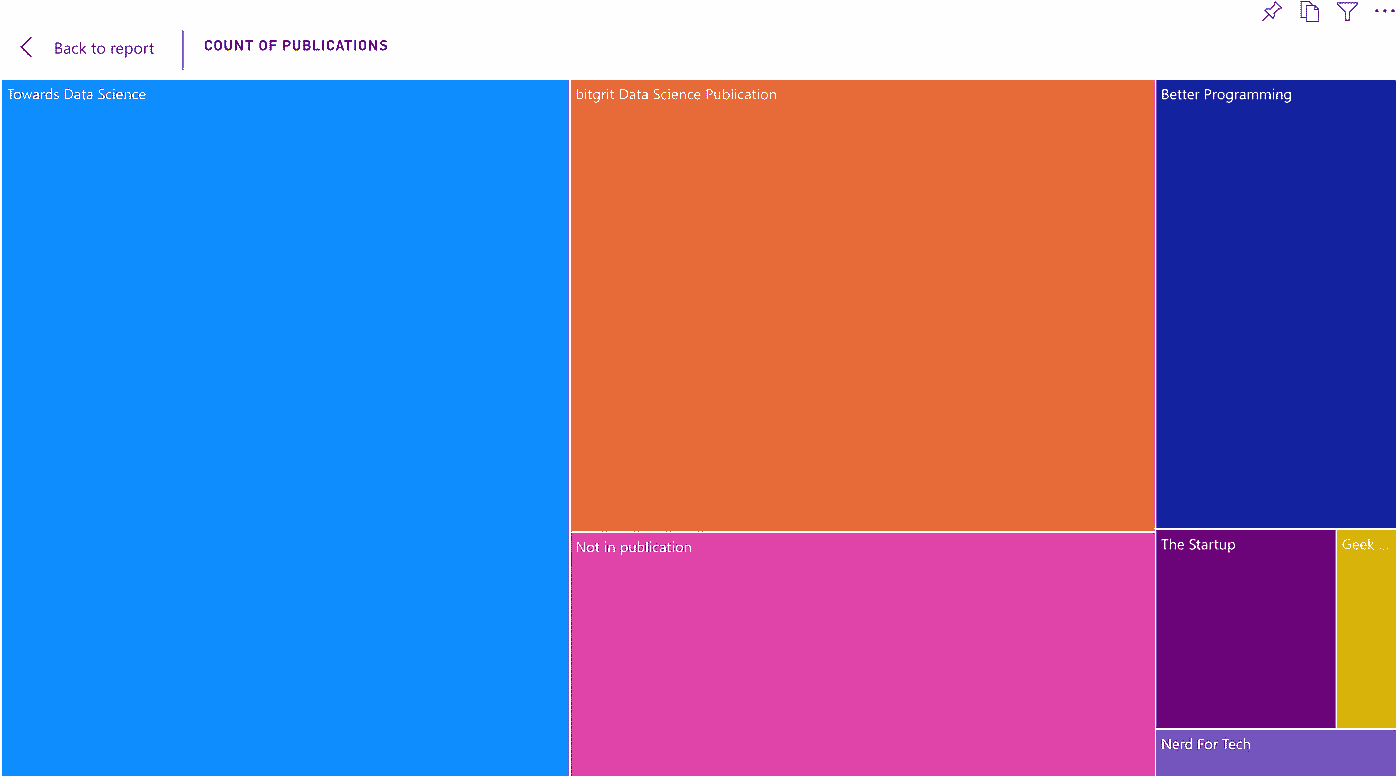 Back to report
COUNT OF PUBLICATIONS
Towards Data Science
bitgrit Data Science Publication
Better Programming
Not in publication
The Startup
Geek ...
Nerd For Tech